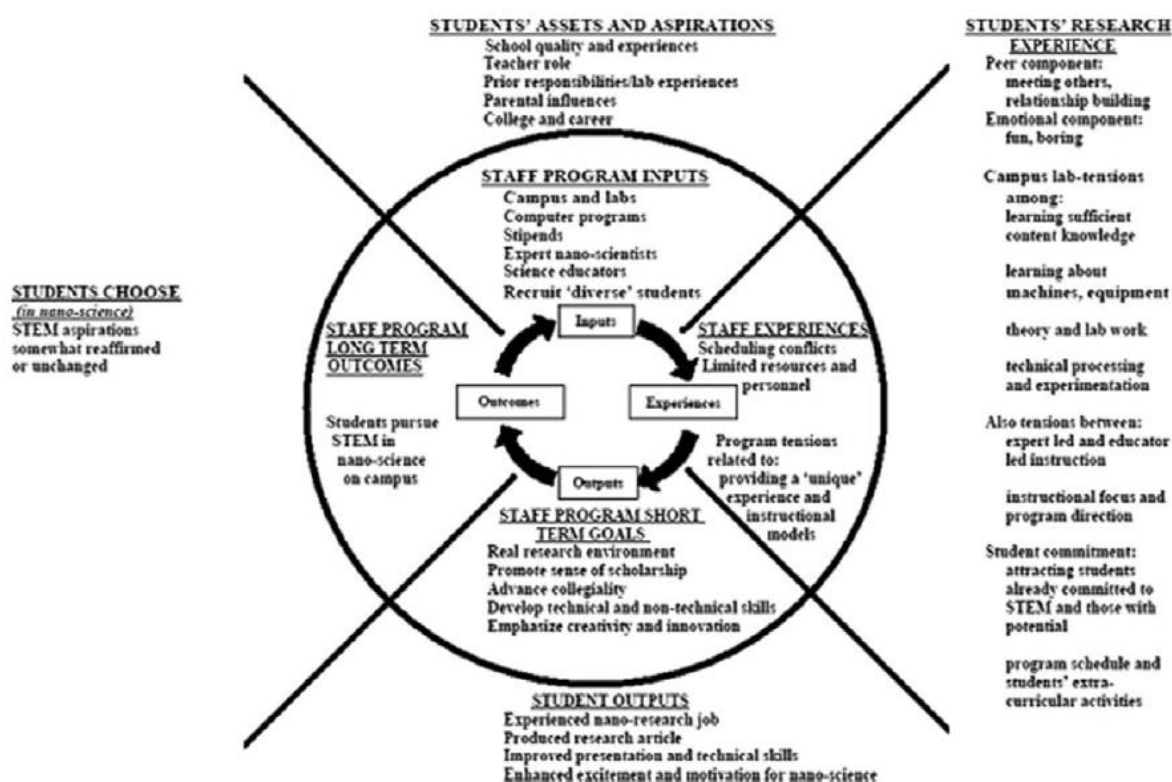 STUDENTS' ASSETS AND ASPIRATIONS
School quality and experiences
Teacher role
Prior responsibilities/lab experiences
Parental influences
College and career
STUDENTS' RESEARCH
EXPERIENCE
Peer component:
meeting others,
relationship building
Emotional component:
fun, boring
Campus lab-tensions
among:
learning sufficient
content knowledge
learning about
machines, equipment
theory and lab work
technical processing
and experimentation
Also tensions between:
expert led and educator
led instruction
instructional focus and
program direction
Student commitment:
attracting students
already committed to
STEM and those with
potential
program schedule and
students' extra-
curricular activities
STAFF PROGRAM INPUTS
Campus and labs
Computer programs
Stipends
Expert nano-scientists
Science educators
Recruit 'diverse' students
Inputs
STUDENTS CHOOSE
(in nano-science)
STEM aspirations
somewhat reaffirmed
or unchanged
STAFF PROGRAM
LONG TERM
OUTCOMES
Students pursue
STEM in
nano-science
on campus
Outcomes
STAFF EXPERIENCES
Scheduling conflicts
Limited resources and
personnel
Experiences
Program tensions
related to:
providing a 'unique'
experience and
instructional
models
Outputs
STAFF PROGRAM SHORT
TERM GOALS
Real research environment
Promote sense of scholarship
Advance collegiality
Develop technical and non-technical skills
Emphasize creativity and innovation
STUDENT OUTPUTS
Experienced nano-research job
Produced research article
Improved presentation and technical skills
Enhanced excitement and motivation for nano-science